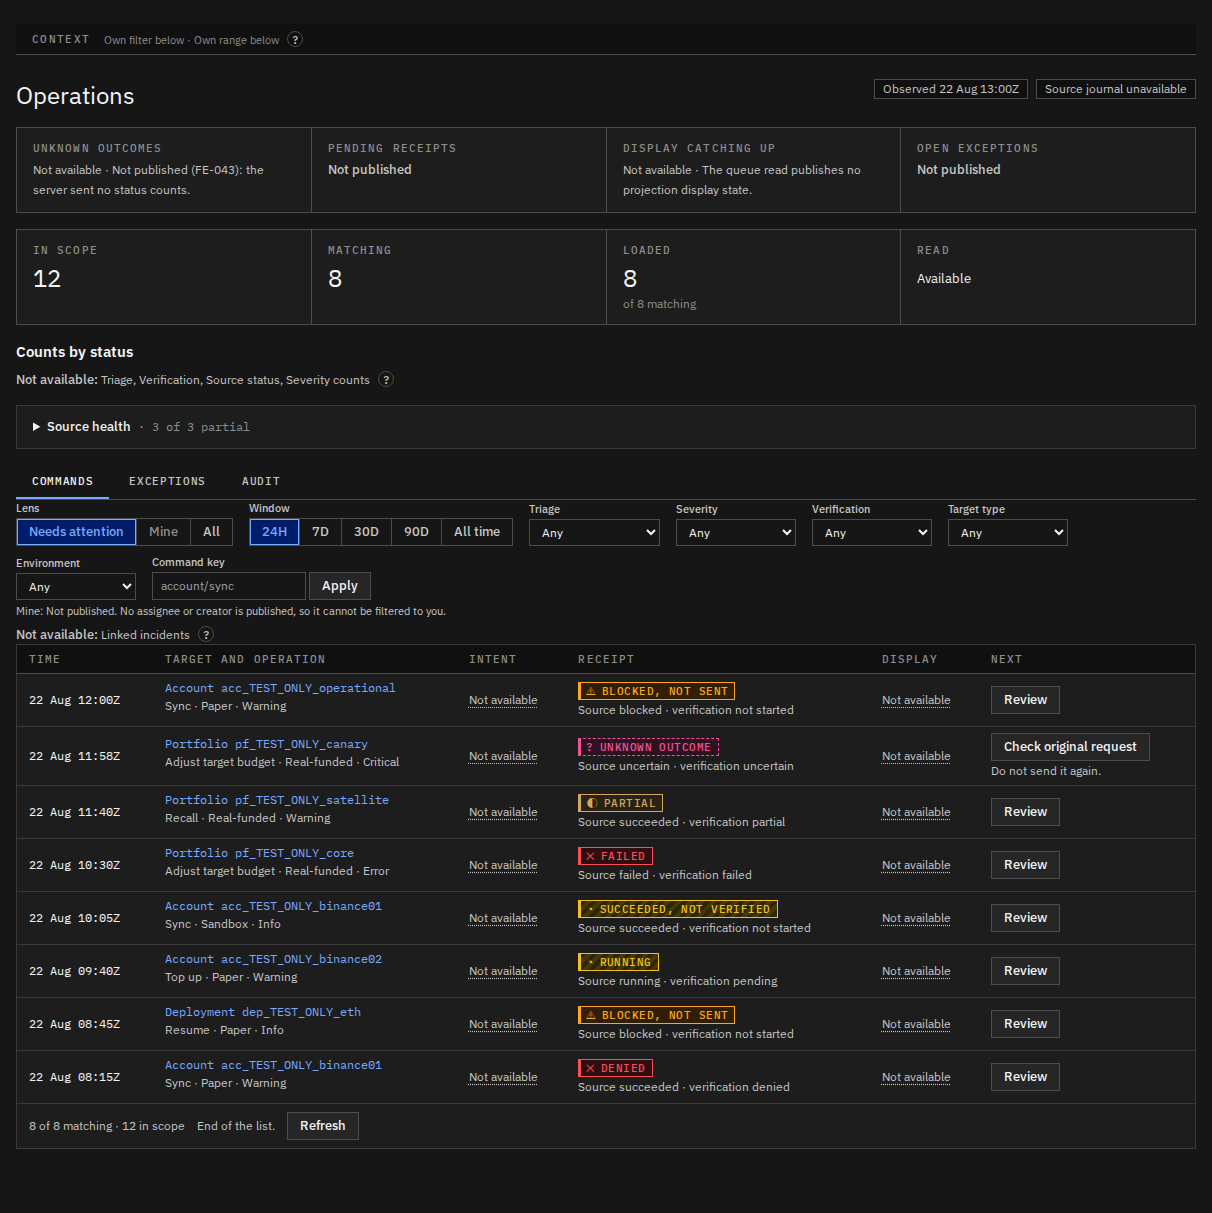 CONTEXT Own filter below · Own range below ?
Operations
Observed 22 Aug 13:00Z Source journal unavailable
UNKNOWN OUTCOMES
Not available · Not published (FE-043): the
server sent no status counts.
PENDING RECEIPTS
Not published
DISPLAY CATCHING UP
Not available · The queue read publishes no
projection display state.
OPEN EXCEPTIONS
Not published
IN SCOPE
12
MATCHING
8
LOADED
8
of 8 matching
READ
Available
Counts by status
Not available: Triage, Verification, Source status, Severity counts ?
▶ Source health · 3 of 3 partial
COMMANDS EXCEPTIONS AUDIT
Lens
Needs attention Mine All
Window
24H 7D 30D 90D All time
Triage
Any
Severity
Any
Verification
Any
Target type
Any
Environment
Any
Command key
account/sync Apply
Mine: Not published. No assignee or creator is published, so it cannot be filtered to you.
Not available: Linked incidents ?
TIME TARGET AND OPERATION INTENT RECEIPT DISPLAY NEXT
22 Aug 12:00Z
Account acc_TEST_ONLY_operational
Sync · Paper · Warning
Not available
⚠ BLOCKED, NOT SENT
Source blocked · verification not started
Not available
Review
22 Aug 11:58Z
Portfolio pf_TEST_ONLY_canary
Adjust target budget · Real-funded · Critical
Not available
? UNKNOWN OUTCOME
Source uncertain · verification uncertain
Not available
Check original request
Do not send it again.
22 Aug 11:40Z
Portfolio pf_TEST_ONLY_satellite
Recall · Real-funded · Warning
Not available
◐ PARTIAL
Source succeeded · verification partial
Not available
Review
22 Aug 10:30Z
Portfolio pf_TEST_ONLY_core
Adjust target budget · Real-funded · Error
Not available
✕ FAILED
Source failed · verification failed
Not available
Review
22 Aug 10:05Z
Account acc_TEST_ONLY_binance01
Sync · Sandbox · Info
Not available
· SUCCEEDED, NOT VERIFIED
Source succeeded · verification not started
Not available
Review
22 Aug 09:40Z
Account acc_TEST_ONLY_binance02
Top up · Paper · Warning
Not available
· RUNNING
Source running · verification pending
Not available
Review
22 Aug 08:45Z
Deployment dep_TEST_ONLY_eth
Resume · Paper · Info
Not available
⚠ BLOCKED, NOT SENT
Source blocked · verification not started
Not available
Review
22 Aug 08:15Z
Account acc_TEST_ONLY_binance01
Sync · Paper · Warning
Not available
✕ DENIED
Source succeeded · verification denied
Not available
Review
8 of 8 matching · 12 in scope End of the list. Refresh